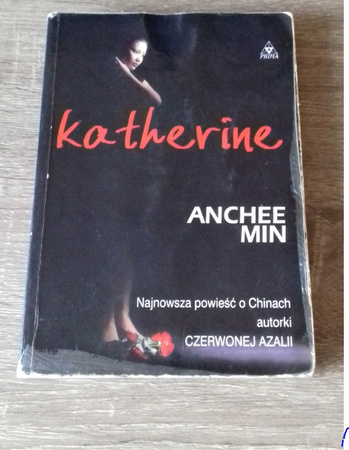 PRIMA
Katherine
ANCHEE
MIN
Najnowsza powieść o Chinach
autorki
CZERWONEJ AZALII